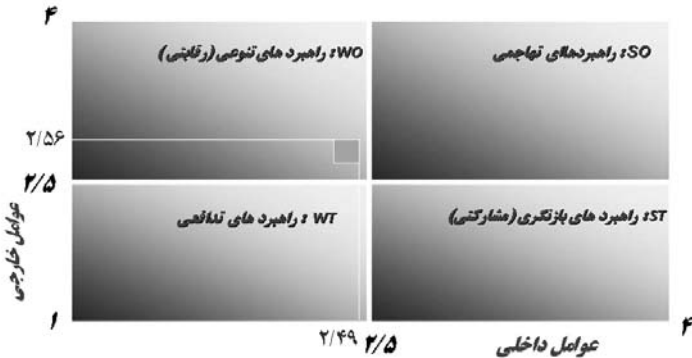 ۴
SO: راهبردهای تهاجمی
WO: راهبرد های تنوعی (رقابتی)
۲/۵۶
۲/۵
ST: راهبرد های بازنگری (مشارکتی)
WT : راهبرد های تدافعی
عوامل خارجی
۱
۲/۴۹
۲/۵
عوامل داخلی
۴